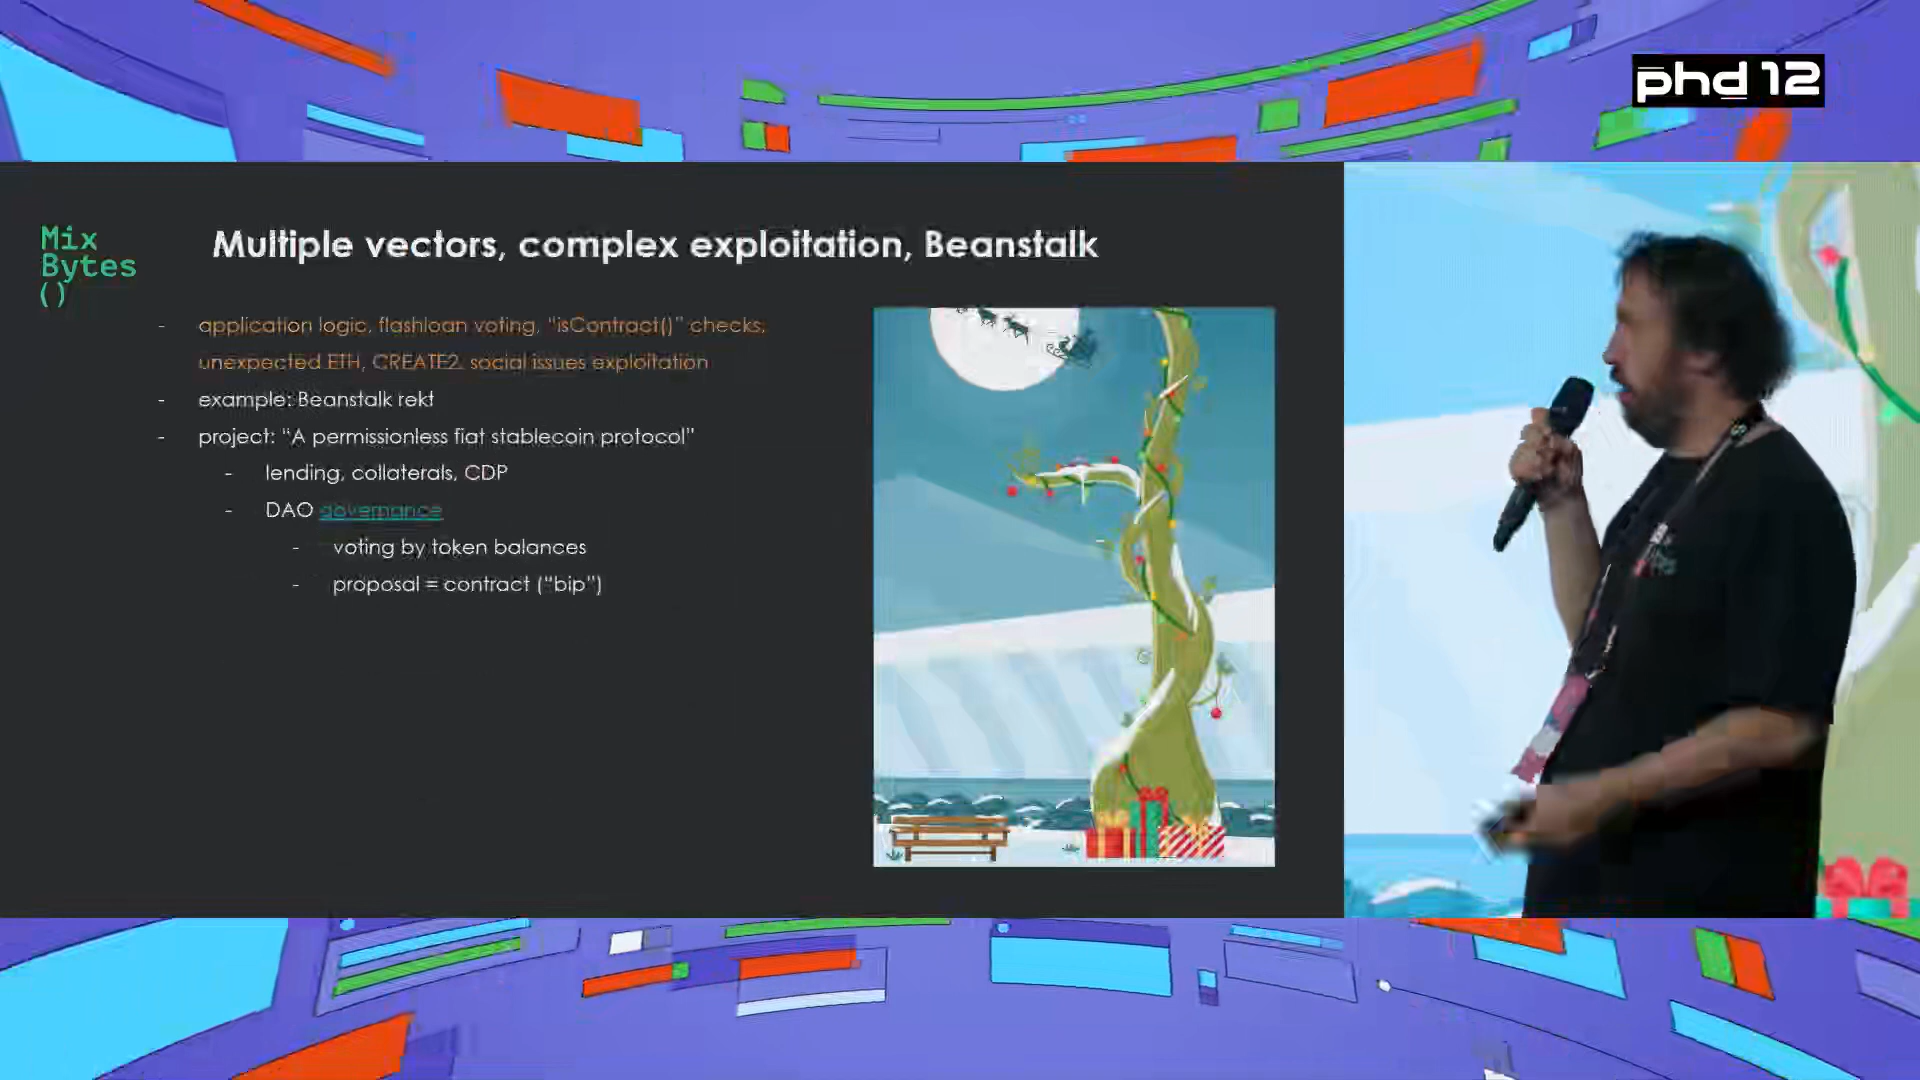 phd 12
Mix
Bytes
()
Multiple vectors, complex exploitation, Beanstalk
- application logic, flashloan voting, “isContract()” checks,
unexpected ETH, CREATE2, social issues exploitation
- example: Beanstalk rekt
- project: “A permissionless fiat stablecoin protocol”
- lending, collaterals, CDP
- DAO governance
- voting by token balances
- proposal = contract (“bip”)